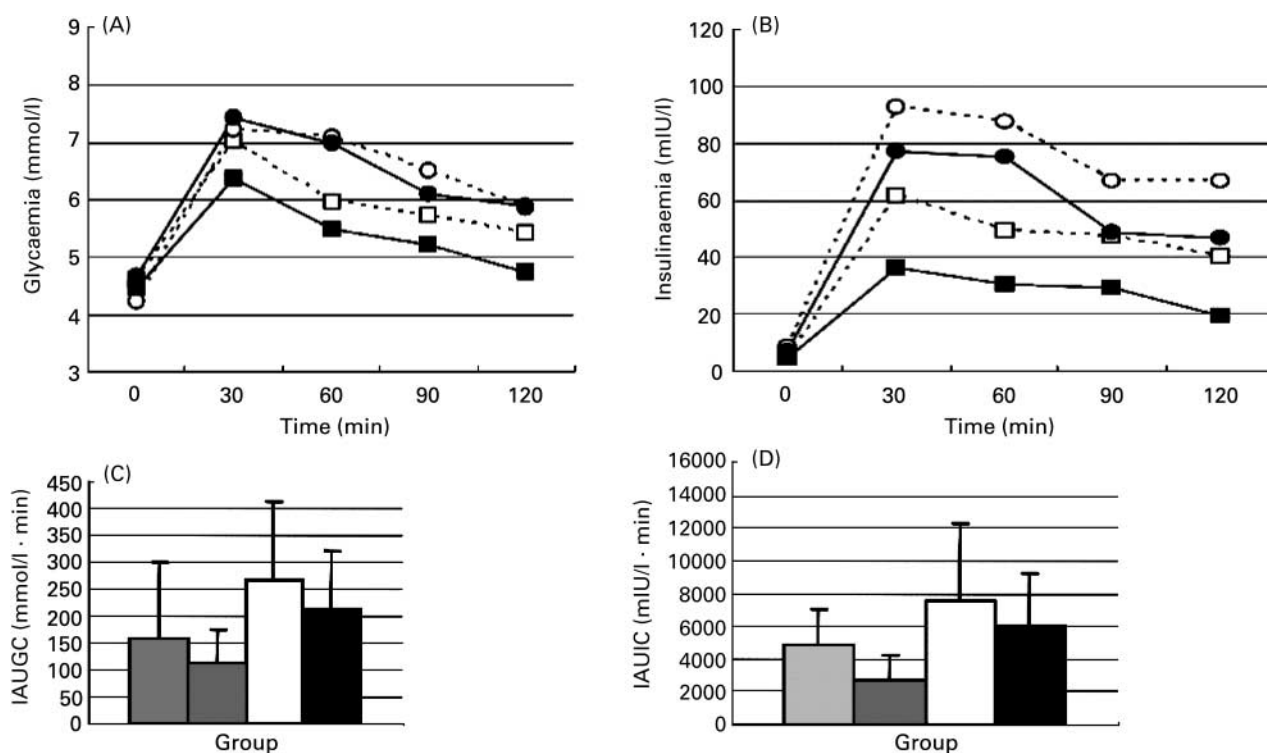 (A)
Glycaemia (mmol/l)
9
8
7
6
5
4
3
0 30 60 90 120
Time (min)
(B)
Insulinaemia (mIU/l)
120
100
80
60
40
20
0
0 30 60 90 120
Time (min)
(C)
IAUGC (mmol/l · min)
450
400
350
300
250
200
150
100
50
0
Group
(D)
IAUIC (mIU/l · min)
16000
14000
12000
10000
8000
6000
4000
2000
0
Group